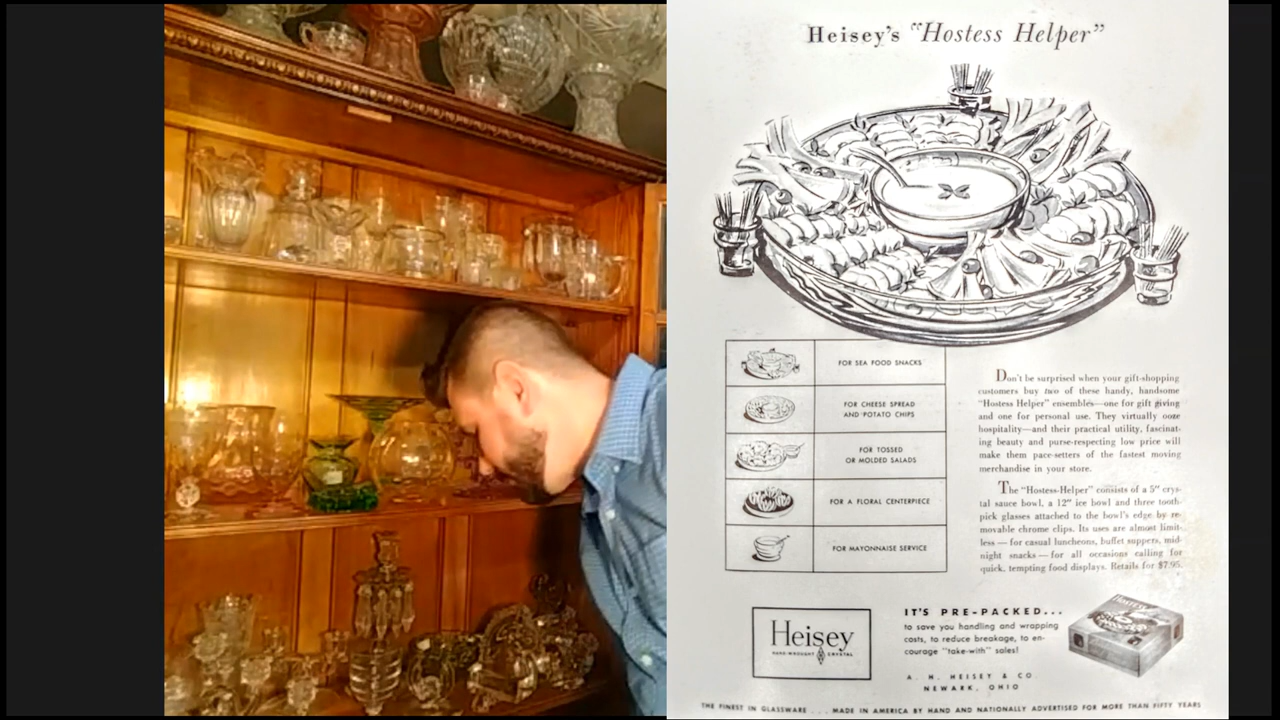 Heisey's "Hostess Helper"
FOR SEA FOOD SNACKS
FOR CHEESE SPREAD
AND POTATO CHIPS
FOR TOSSED
OR MOLDED SALADS
FOR A FLORAL CENTERPIECE
FOR MAYONNAISE SERVICE
Don't be surprised when your gift-shopping
customers buy two of these handy, handsome
"Hostess Helper" ensembles—one for gift giving
and one for personal use. They virtually ooze
hospitality—and their practical utility, fascinat-
ing beauty and purse-respecting low price will
make them pace-setters of the fastest moving
merchandise in your store.
The "Hostess-Helper" consists of a 5" crys-
tal sauce bowl, a 12" ice bowl and three tooth-
pick glasses attached to the bowl's edge by re-
movable chrome clips. Its uses are almost limit-
less — for casual luncheons, buffet suppers, mid-
night snacks — for all occasions calling for
quick, tempting food displays. Retails for $7.95.
Heisey
HAND-WROUGHT CRYSTAL
IT'S PRE-PACKED...
to save you handling and wrapping
costs, to reduce breakage, to en-
courage "take-with" sales!
A. H. HEISEY & CO.
NEWARK, OHIO
HOSTESS
THE FINEST IN GLASSWARE ... MADE IN AMERICA BY HAND AND NATIONALLY ADVERTISED FOR MORE THAN FIFTY YEARS